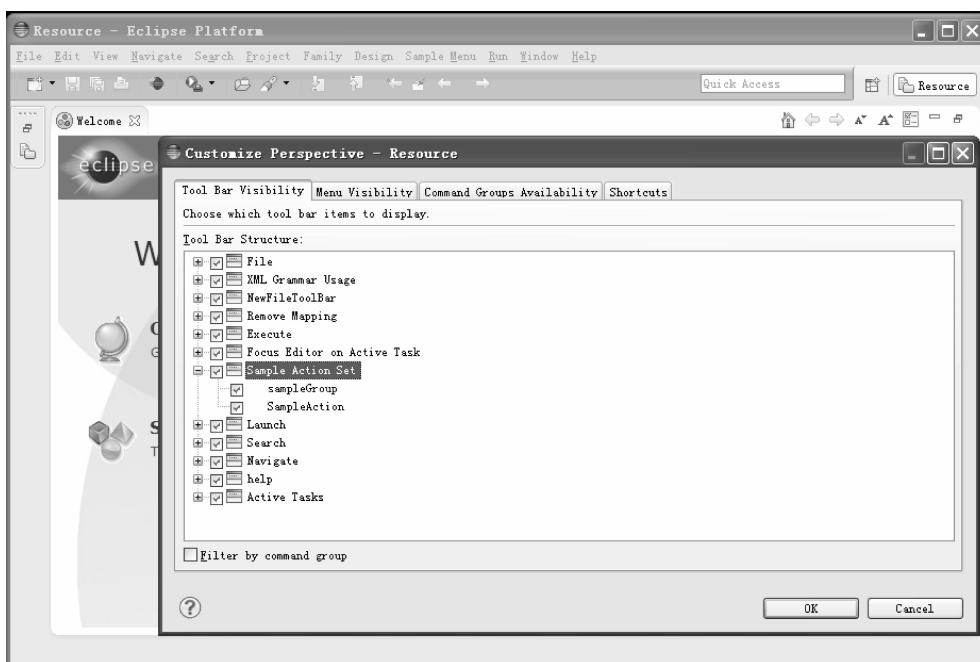 Resource - Eclipse Platform
File Edit View Navigate Search Project Family Design Sample Menu Run Window Help
Quick Access
Resource
Welcome
eclipse
Customize Perspective - Resource
Tool Bar Visibility Menu Visibility Command Groups Availability Shortcuts
Choose which tool bar items to display.
Tool Bar Structure:
File
XML Grammar Usage
NewFileToolBar
Remove Mapping
Execute
Focus Editor on Active Task
Sample Action Set
sampleGroup
SampleAction
Launch
Search
Navigate
help
Active Tasks
Filter by command group
OK Cancel
W
G
S
T